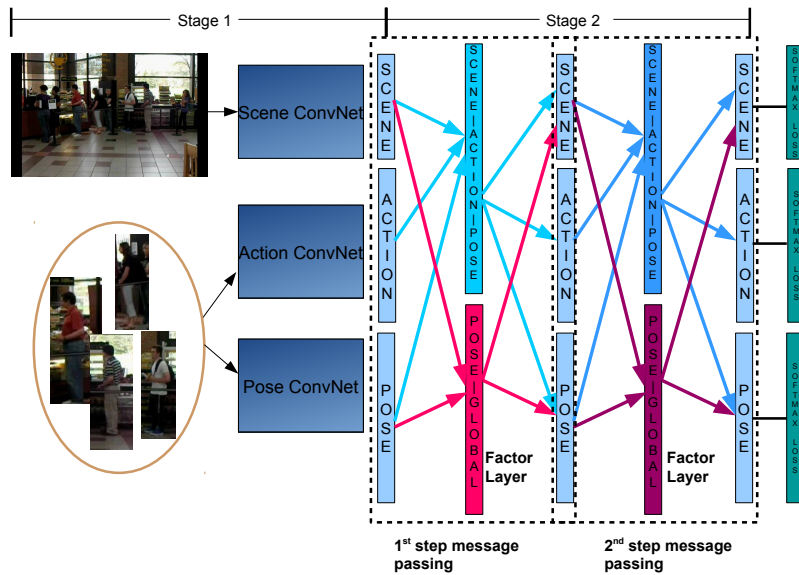 Stage 1
Stage 2
Scene ConvNet
Action ConvNet
Pose ConvNet
SCENE
ACTION
POSE
SCENE|ACTION|POSE
POSE|GLOBAL
Factor
Layer
SCENE
ACTION
POSE
SCENE|ACTION|POSE
POSE|GLOBAL
Factor
Layer
SCENE
ACTION
POSE
SOFTMAX LOSS
SOFTMAX LOSS
SOFTMAX LOSS
1st step message
passing
2nd step message
passing